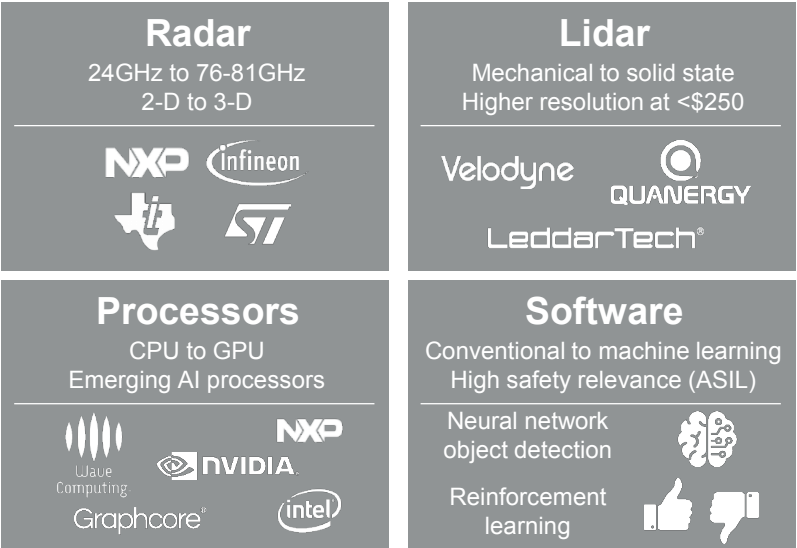 Radar
24GHz to 76-81GHz
2-D to 3-D
NXP infineon
ti ST
Lidar
Mechanical to solid state
Higher resolution at <$250
Velodyne
QUANERGY
LeddarTech®
Processors
CPU to GPU
Emerging AI processors
Wave
Computing
NXP
NVIDIA
Graphcore®
intel
Software
Conventional to machine learning
High safety relevance (ASIL)
Neural network
object detection
Reinforcement
learning